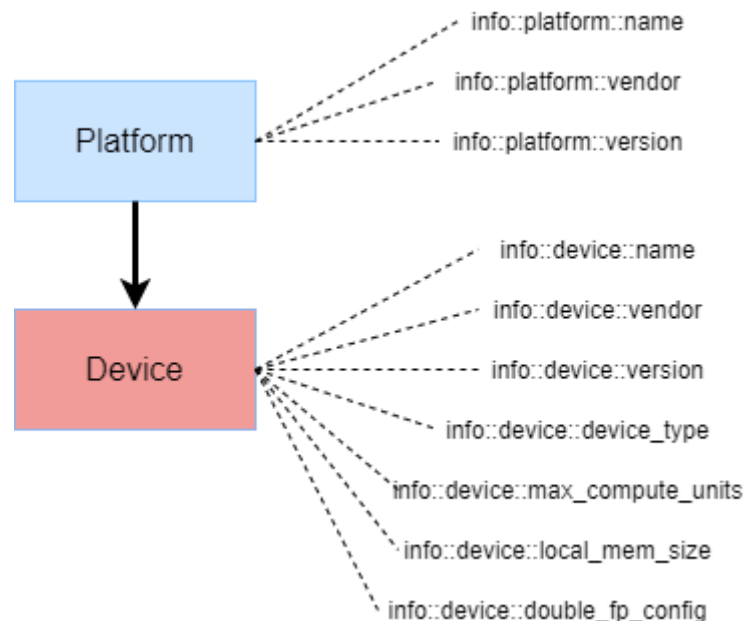 info::platform::name
Platform
info::platform::vendor
info::platform::version
info::device::name
info::device::vendor
Device
info::device::version
info::device::device_type
info::device::max_compute_units
info::device::local_mem_size
info::device::double_fp_config